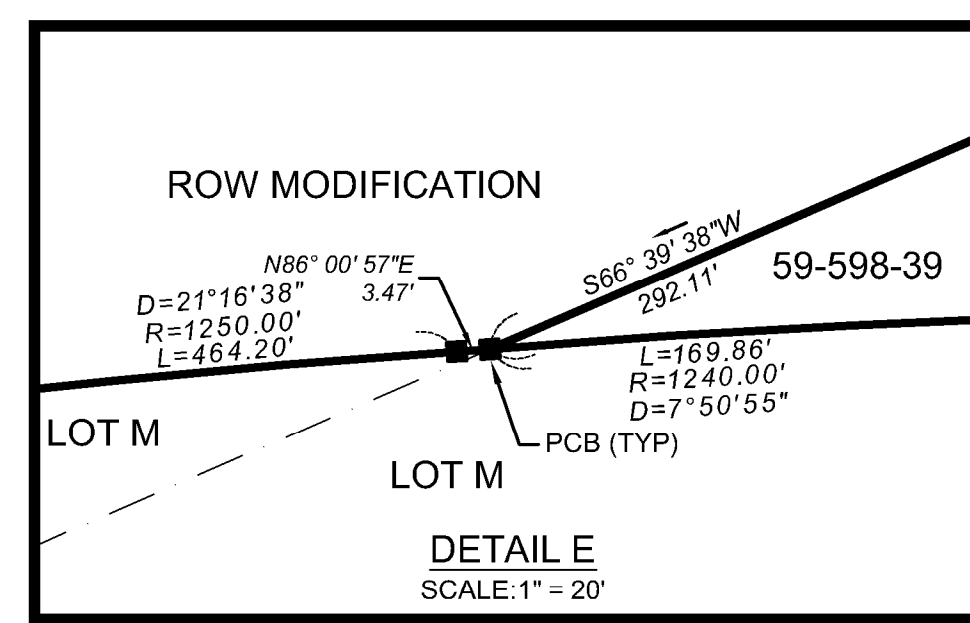 ROW MODIFICATION
N86° 00' 57"E
3.47'
D=21°16'38"
R=1250.00'
L=464.20'
S66° 39' 38"W
292.11'
59-598-39
L=169.86'
R=1240.00'
D=7°50'55"
LOT M
PCB (TYP)
LOT M
DETAIL E
SCALE:1" = 20'